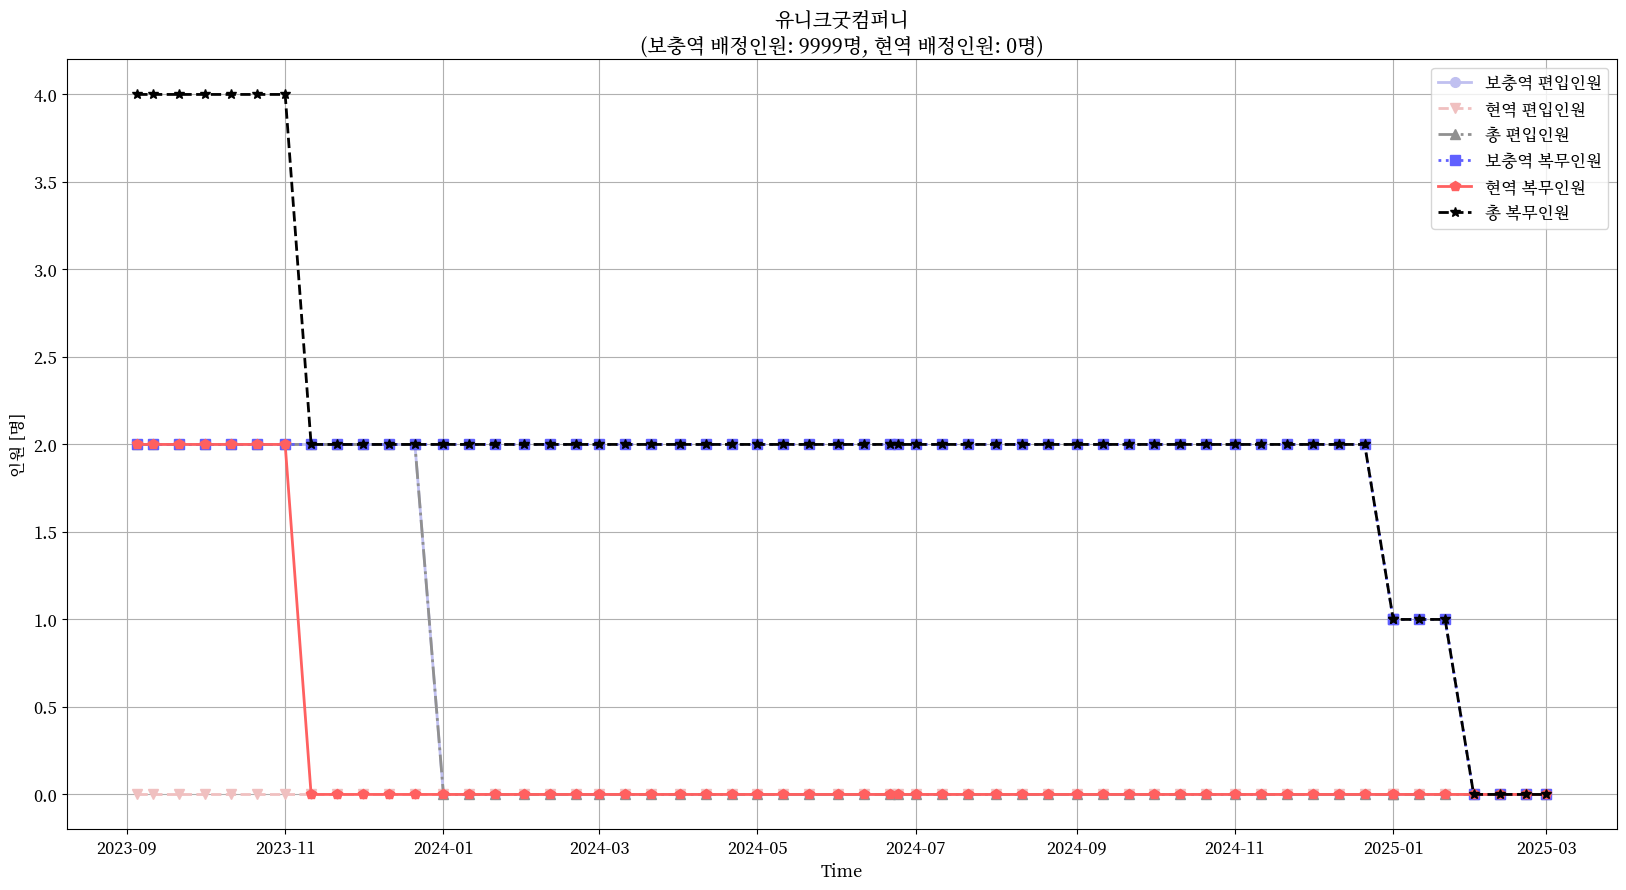 유니크굿컴퍼니
(보충역 배정인원: 9999명, 현역 배정인원: 0명)
보충역 편입인원
현역 편입인원
총 편입인원
보충역 복무인원
현역 복무인원
총 복무인원
4.0
3.5
3.0
2.5
2.0
1.5
1.0
0.5
0.0
인원 [명]
2023-09 2023-11 2024-01 2024-03 2024-05 2024-07 2024-09 2024-11 2025-01 2025-03
Time